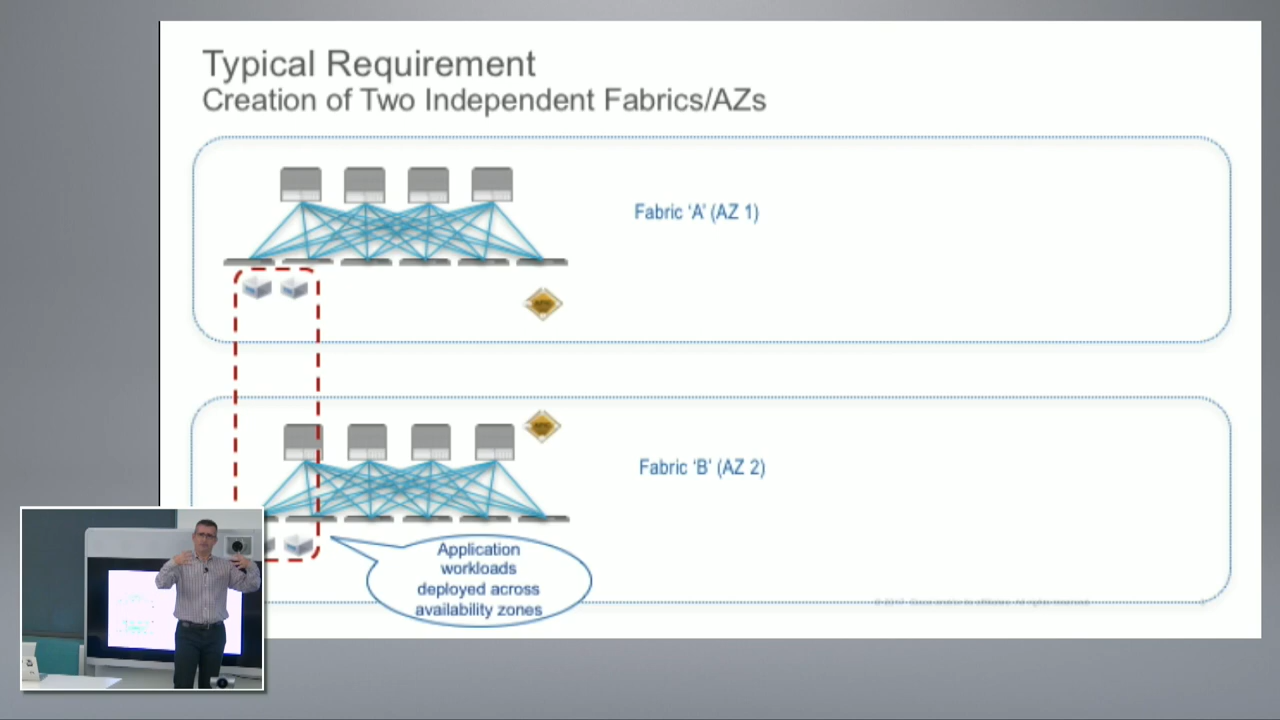 Typical Requirement
Creation of Two Independent Fabrics/AZs
Fabric ‘A’ (AZ 1)
Fabric ‘B’ (AZ 2)
Application
workloads
deployed across
availability zones